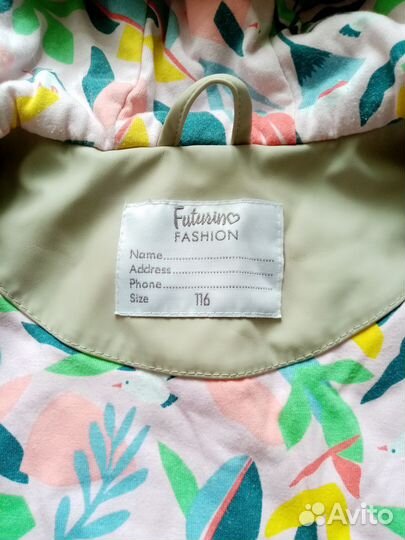 Futurino
FASHION
Name..............................
Address..........................
Phone.............................
Size 116
Avito